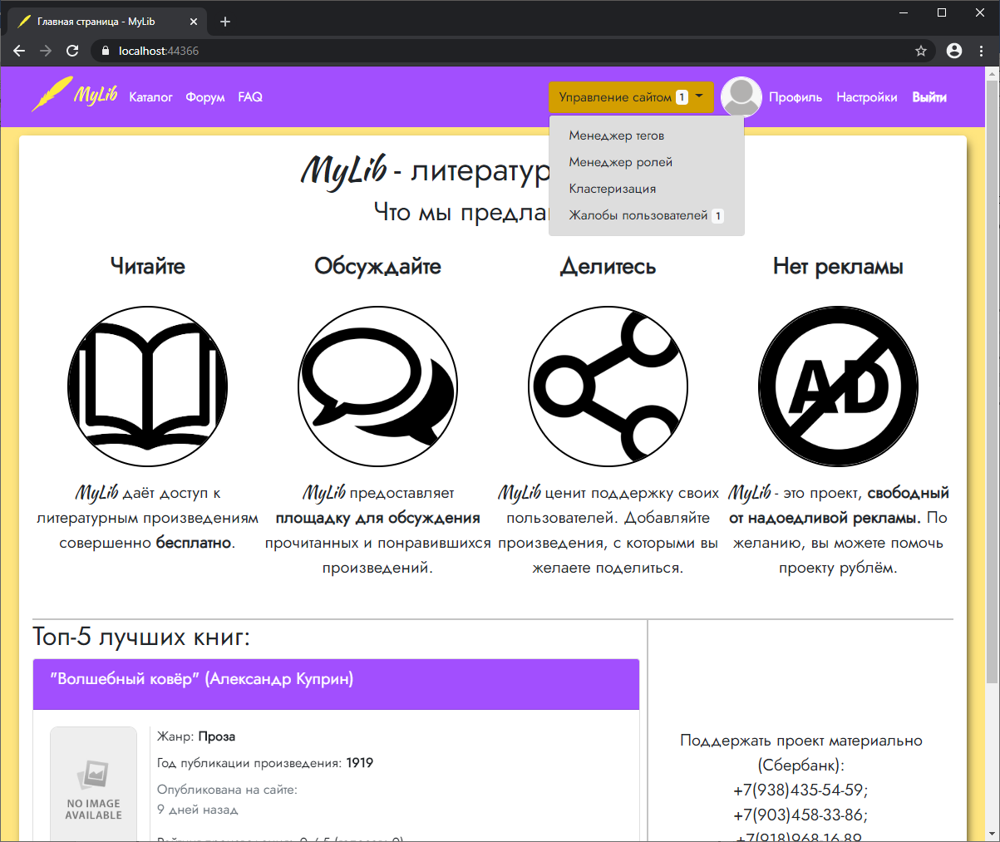 Главная страница - MyLib
localhost:44366
MyLib Каталог Форум FAQ Управление сайтом 1 Профиль Настройки Выйти
Менеджер тегов
Менеджер ролей
Кластеризация
Жалобы пользователей 1
MyLib - литератур
Что мы предла
Читайте Обсуждайте Делитесь Нет рекламы
AD
MyLib даёт доступ к
литературным произведениям
совершенно бесплатно.
MyLib предоставляет
площадку для обсуждения
прочитанных и понравившихся
произведений.
MyLib ценит поддержку своих
пользователей. Добавляйте
произведения, с которыми вы
желаете поделиться.
MyLib - это проект, свободный
от надоедливой рекламы. По
желанию, вы можете помочь
проекту рублём.
Топ-5 лучших книг:
"Волшебный ковёр" (Александр Куприн)
NO IMAGE
AVAILABLE
Жанр: Проза
Год публикации произведения: 1919
Опубликована на сайте:
9 дней назад
Поддержать проект материально
(Сбербанк):
+7(938)435-54-59;
+7(903)458-33-86;
+7(918)968-16-89